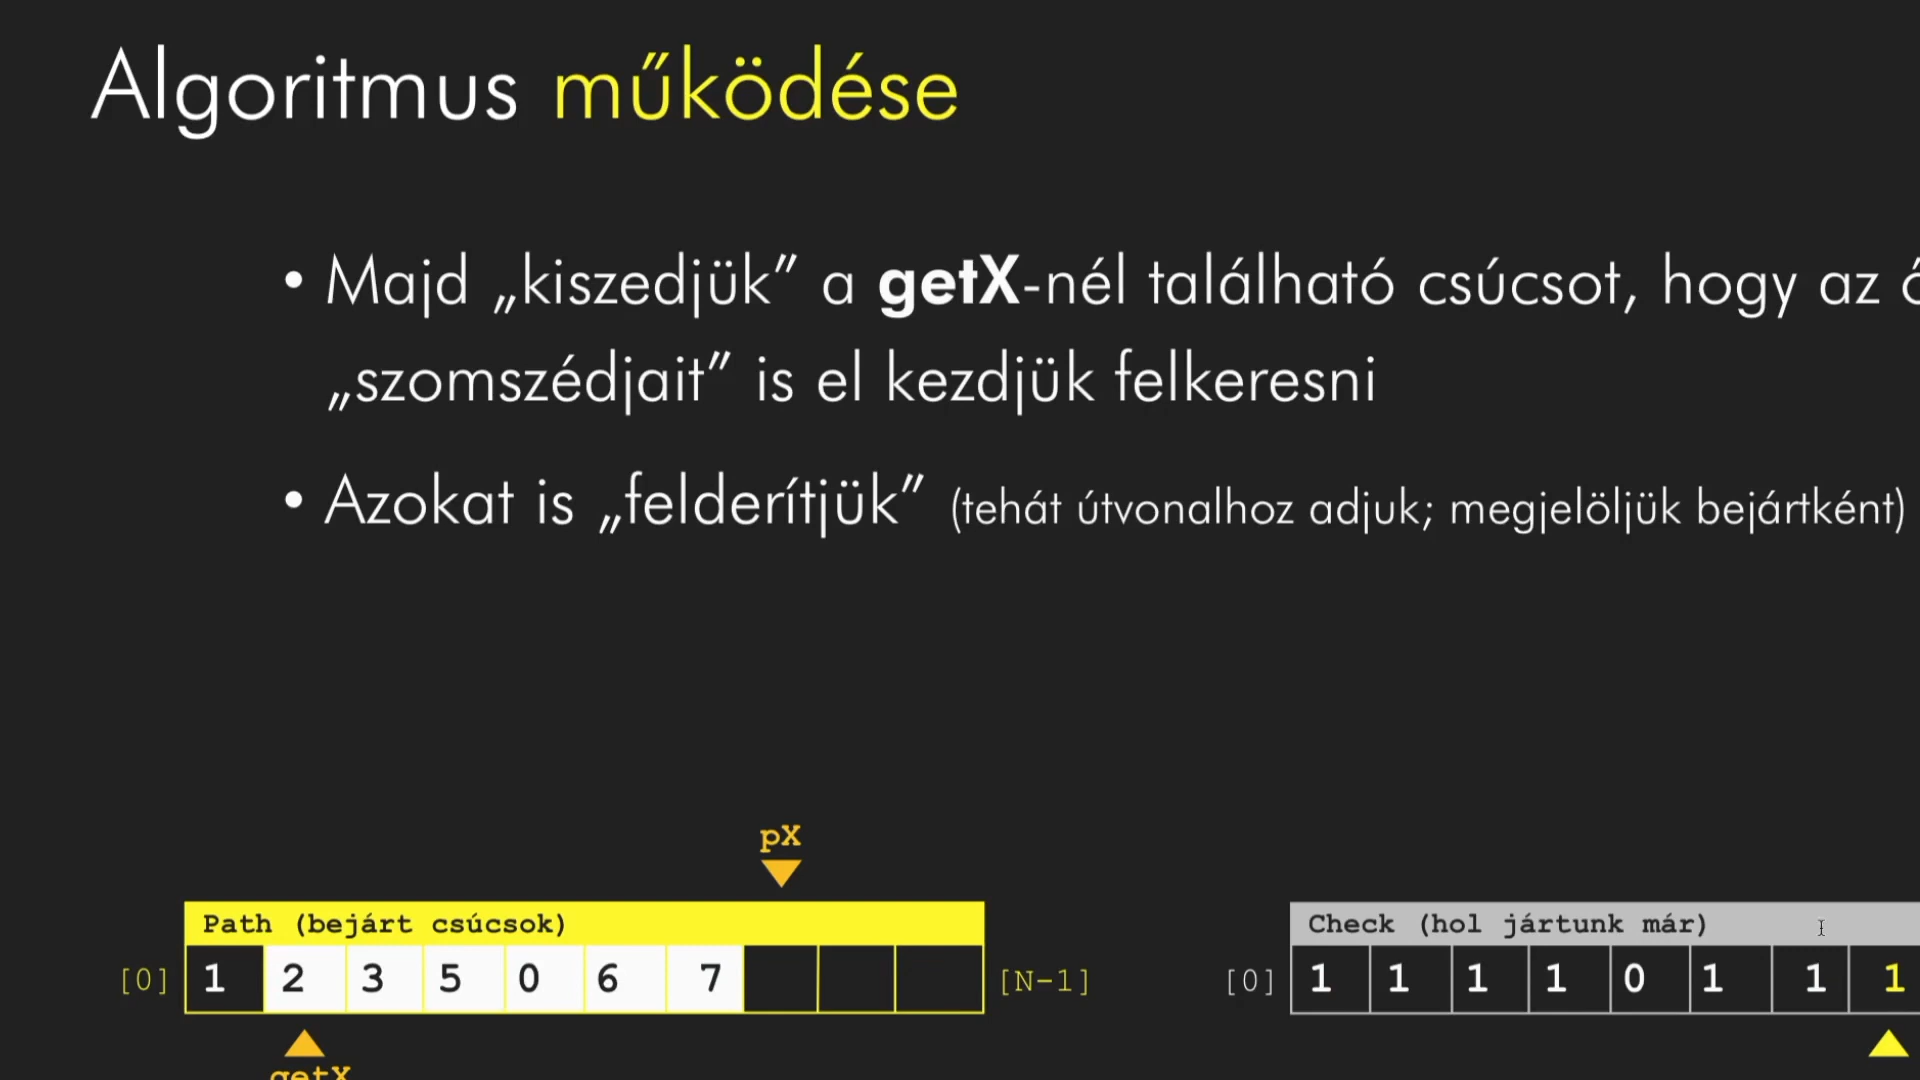 Algoritmus működése
• Majd „kiszedjük” a getX-nél található csúcsot, hogy az
„szomszédjait” is el kezdjük felkeresni
• Azokat is „felderítjük” (tehát útvonalhoz adjuk; megjelöljük bejártként)
pX
Path (bejárt csúcsok)
[0] 1 2 3 5 0 6 7 [N-1]
getX
Check (hol jártunk már)
[0] 1 1 1 1 0 1 1 1